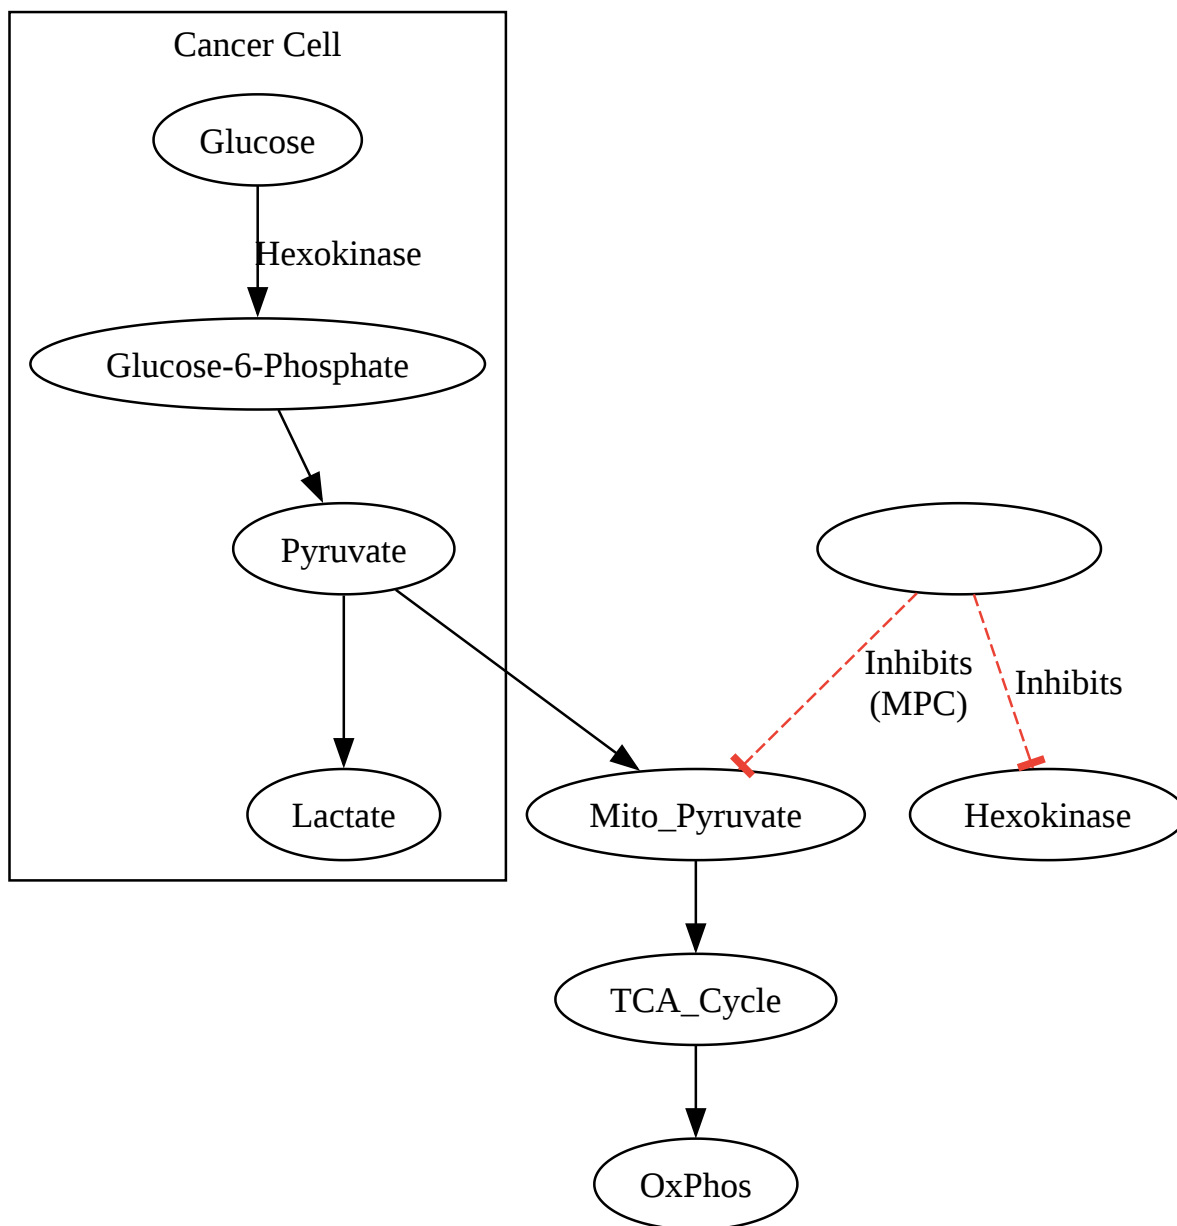 Cancer Cell
Glucose
Hexokinase
Glucose-6-Phosphate
Pyruvate
Inhibits
(MPC)
Inhibits
Lactate
Mito_Pyruvate
Hexokinase
TCA_Cycle
OxPhos